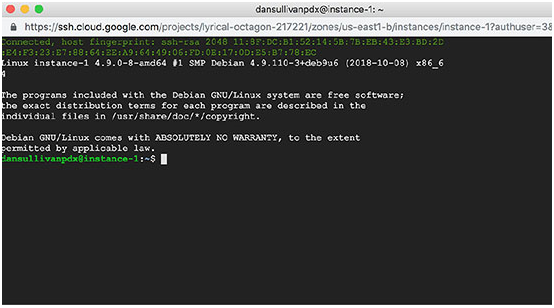 dansullivanpdx@instance-1: ~
https://ssh.cloud.google.com/projects/lyrical-octagon-217221/zones/us-east1-b/instances/instance-1?authuser=3&
Connected, host fingerprint: ssh-rsa 2048 11:8F:DC:B1:52:14:5B:7B:EB:43:E3:BD:2D
:E4:F3:23:E7:88:64:EE:A9:64:49:06:FD:0E:17:0D:E5:B7:78:EC
Linux instance-1 4.9.0-8-amd64 #1 SMP Debian 4.9.110-3+deb9u6 (2018-10-08) x86_6
4
The programs included with the Debian GNU/Linux system are free software;
the exact distribution terms for each program are described in the
individual files in /usr/share/doc/*/copyright.
Debian GNU/Linux comes with ABSOLUTELY NO WARRANTY, to the extent
permitted by applicable law.
dansullivanpdx@instance-1:~$